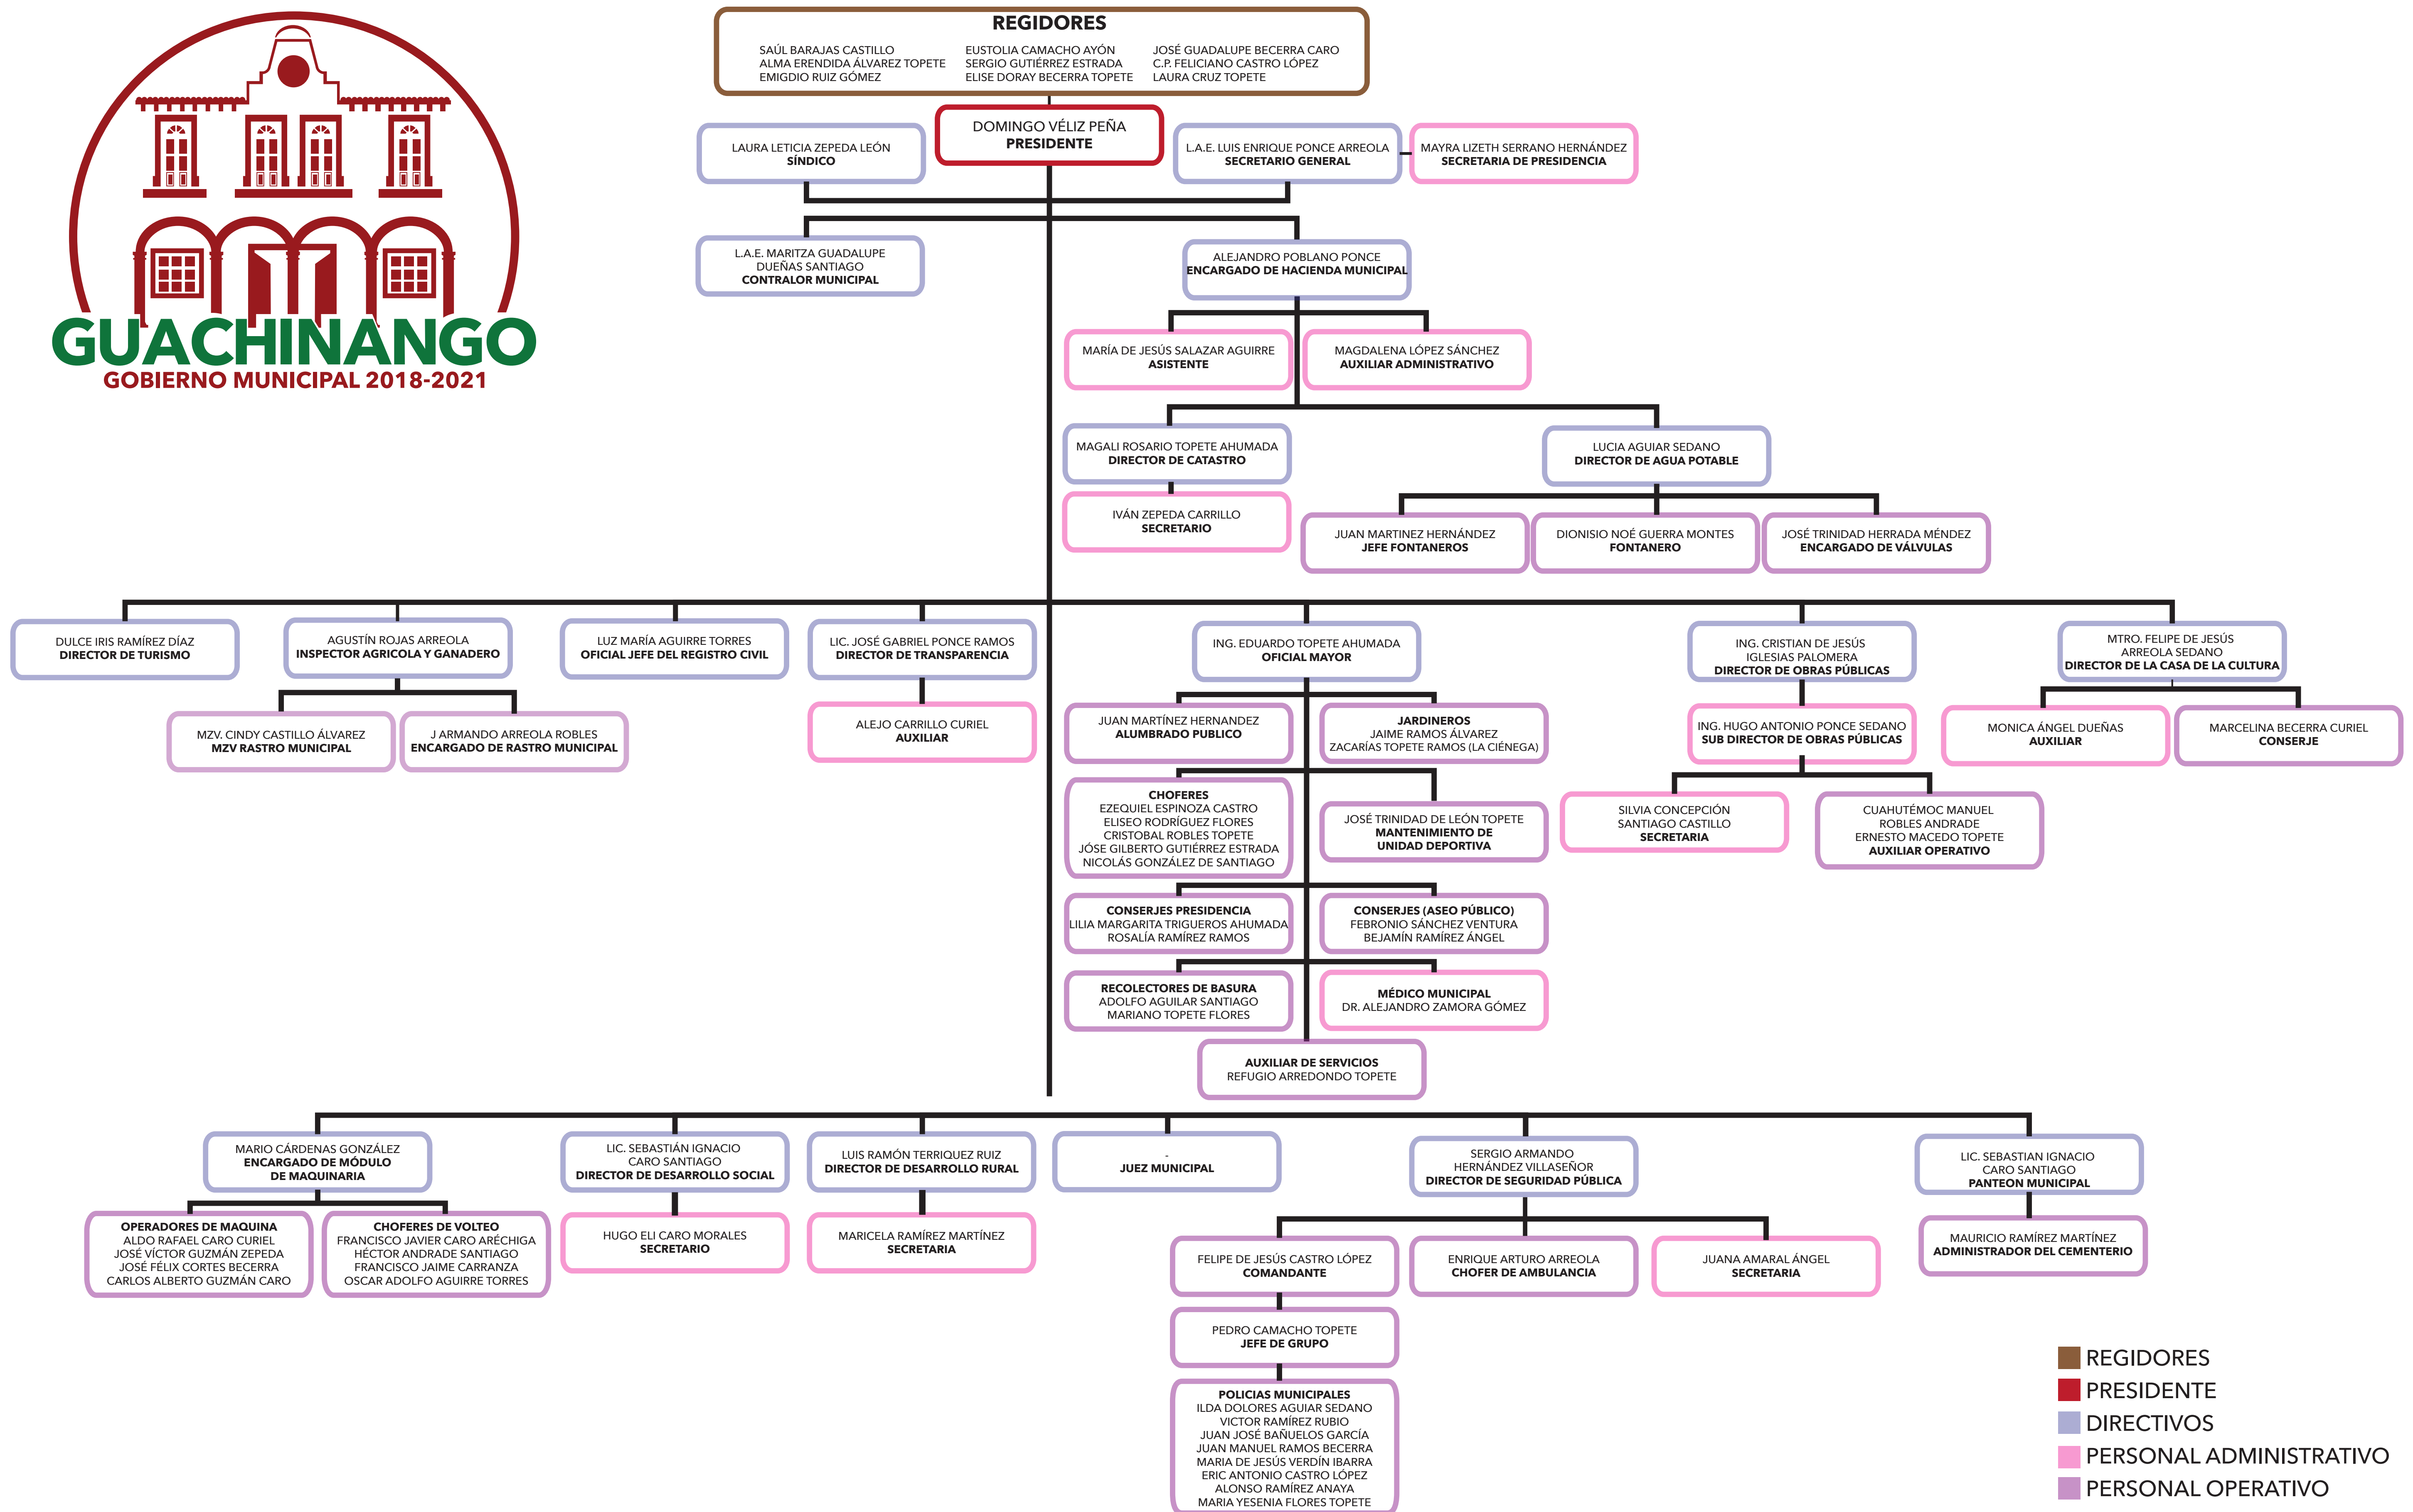 GUACHINANGO
GOBIERNO MUNICIPAL 2018-2021
REGIDORES
SAÚL BARAJAS CASTILLO
ALMA ERENDIDA ÁLVAREZ TOPETE
EMIGDIO RUIZ GÓMEZ
EUSTOLIA CAMACHO AYÓN
SERGIO GUTIÉRREZ ESTRADA
ELISE DORAY BECERRA TOPETE
JOSÉ GUADALUPE BECERRA CARO
C.P. FELICIANO CASTRO LÓPEZ
LAURA CRUZ TOPETE
DOMINGO VÉLIZ PEÑA
PRESIDENTE
LAURA LETICIA ZEPEDA LEÓN
SÍNDICO
L.A.E. LUIS ENRIQUE PONCE ARREOLA
SECRETARIO GENERAL
MAYRA LIZETH SERRANO HERNÁNDEZ
SECRETARIA DE PRESIDENCIA
L.A.E. MARITZA GUADALUPE
DUEÑAS SANTIAGO
CONTRALOR MUNICIPAL
ALEJANDRO POBLANO PONCE
ENCARGADO DE HACIENDA MUNICIPAL
MARÍA DE JESÚS SALAZAR AGUIRRE
ASISTENTE
MAGDALENA LÓPEZ SÁNCHEZ
AUXILIAR ADMINISTRATIVO
MAGALI ROSARIO TOPETE AHUMADA
DIRECTOR DE CATASTRO
LUCIA AGUIAR SEDANO
DIRECTOR DE AGUA POTABLE
IVÁN ZEPEDA CARRILLO
SECRETARIO
JUAN MARTINEZ HERNÁNDEZ
JEFE FONTANEROS
DIONISIO NOÉ GUERRA MONTES
FONTANERO
JOSÉ TRINIDAD HERRADA MÉNDEZ
ENCARGADO DE VÁLVULAS
DULCE IRIS RAMÍREZ DÍAZ
DIRECTOR DE TURISMO
AGUSTÍN ROJAS ARREOLA
INSPECTOR AGRICOLA Y GANADERO
LUZ MARÍA AGUIRRE TORRES
OFICIAL JEFE DEL REGISTRO CIVIL
LIC. JOSÉ GABRIEL PONCE RAMOS
DIRECTOR DE TRANSPARENCIA
ING. EDUARDO TOPETE AHUMADA
OFICIAL MAYOR
ING. CRISTIAN DE JESÚS
IGLESIAS PALOMERA
DIRECTOR DE OBRAS PÚBLICAS
MTRO. FELIPE DE JESÚS
ARREOLA SEDANO
DIRECTOR DE LA CASA DE LA CULTURA
MZV. CINDY CASTILLO ÁLVAREZ
MZV RASTRO MUNICIPAL
J ARMANDO ARREOLA ROBLES
ENCARGADO DE RASTRO MUNICIPAL
ALEJO CARRILLO CURIEL
AUXILIAR
JUAN MARTÍNEZ HERNANDEZ
ALUMBRADO PUBLICO
JARDINEROS
JAIME RAMOS ÁLVAREZ
ZACARÍAS TOPETE RAMOS (LA CIÉNEGA)
ING. HUGO ANTONIO PONCE SEDANO
SUB DIRECTOR DE OBRAS PÚBLICAS
MONICA ÁNGEL DUEÑAS
AUXILIAR
MARCELINA BECERRA CURIEL
CONSERJE
CHOFERES
EZEQUIEL ESPINOZA CASTRO
ELISEO RODRÍGUEZ FLORES
CRISTOBAL ROBLES TOPETE
JÓSE GILBERTO GUTIÉRREZ ESTRADA
NICOLÁS GONZÁLEZ DE SANTIAGO
JOSÉ TRINIDAD DE LEÓN TOPETE
MANTENIMIENTO DE
UNIDAD DEPORTIVA
SILVIA CONCEPCIÓN
SANTIAGO CASTILLO
SECRETARIA
CUAHUTÉMOC MANUEL
ROBLES ANDRADE
ERNESTO MACEDO TOPETE
AUXILIAR OPERATIVO
CONSERJES PRESIDENCIA
LILIA MARGARITA TRIGUEROS AHUMADA
ROSALÍA RAMÍREZ RAMOS
CONSERJES (ASEO PÚBLICO)
FEBRONIO SÁNCHEZ VENTURA
BEJAMÍN RAMÍREZ ÁNGEL
RECOLECTORES DE BASURA
ADOLFO AGUILAR SANTIAGO
MARIANO TOPETE FLORES
MÉDICO MUNICIPAL
DR. ALEJANDRO ZAMORA GÓMEZ
AUXILIAR DE SERVICIOS
REFUGIO ARREDONDO TOPETE
MARIO CÁRDENAS GONZÁLEZ
ENCARGADO DE MÓDULO
DE MAQUINARIA
LIC. SEBASTIÁN IGNACIO
CARO SANTIAGO
DIRECTOR DE DESARROLLO SOCIAL
LUIS RAMÓN TERRIQUEZ RUIZ
DIRECTOR DE DESARROLLO RURAL
-
JUEZ MUNICIPAL
SERGIO ARMANDO
HERNÁNDEZ VILLASEÑOR
DIRECTOR DE SEGURIDAD PÚBLICA
LIC. SEBASTIAN IGNACIO
CARO SANTIAGO
PANTEON MUNICIPAL
OPERADORES DE MAQUINA
ALDO RAFAEL CARO CURIEL
JOSÉ VÍCTOR GUZMÁN ZEPEDA
JOSÉ FÉLIX CORTES BECERRA
CARLOS ALBERTO GUZMÁN CARO
CHOFERES DE VOLTEO
FRANCISCO JAVIER CARO ARÉCHIGA
HÉCTOR ANDRADE SANTIAGO
FRANCISCO JAIME CARRANZA
OSCAR ADOLFO AGUIRRE TORRES
HUGO ELI CARO MORALES
SECRETARIO
MARICELA RAMÍREZ MARTÍNEZ
SECRETARIA
FELIPE DE JESÚS CASTRO LÓPEZ
COMANDANTE
ENRIQUE ARTURO ARREOLA
CHOFER DE AMBULANCIA
JUANA AMARAL ÁNGEL
SECRETARIA
MAURICIO RAMÍREZ MARTÍNEZ
ADMINISTRADOR DEL CEMENTERIO
PEDRO CAMACHO TOPETE
JEFE DE GRUPO
POLICIAS MUNICIPALES
ILDA DOLORES AGUIAR SEDANO
VICTOR RAMÍREZ RUBIO
JUAN JOSÉ BAÑUELOS GARCÍA
JUAN MANUEL RAMOS BECERRA
MARIA DE JESÚS VERDÍN IBARRA
ERIC ANTONIO CASTRO LÓPEZ
ALONSO RAMÍREZ ANAYA
MARIA YESENIA FLORES TOPETE
REGIDORES
PRESIDENTE
DIRECTIVOS
PERSONAL ADMINISTRATIVO
PERSONAL OPERATIVO